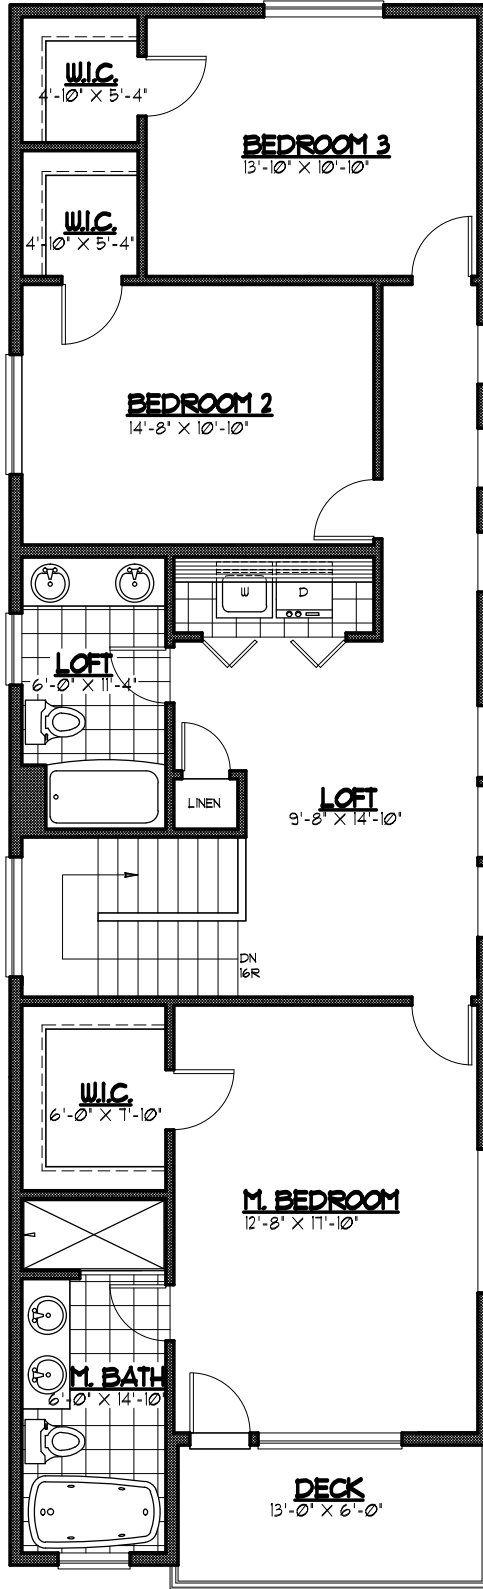 W.I.C.
4'-10" X 5'-4"
BEDROOM 3
13'-10" X 10'-10"
W.I.C.
4'-10" X 5'-4"
BEDROOM 2
14'-8" X 10'-10"
W
D
LOFT
6'-0" X 11'-4"
LINEN
LOFT
9'-8" X 14'-10"
DN
16R
W.I.C.
6'-0" X 7'-10"
M. BEDROOM
12'-8" X 17'-10"
M. BATH
6'-0" X 14'-10"
DECK
13'-0" X 6'-0"